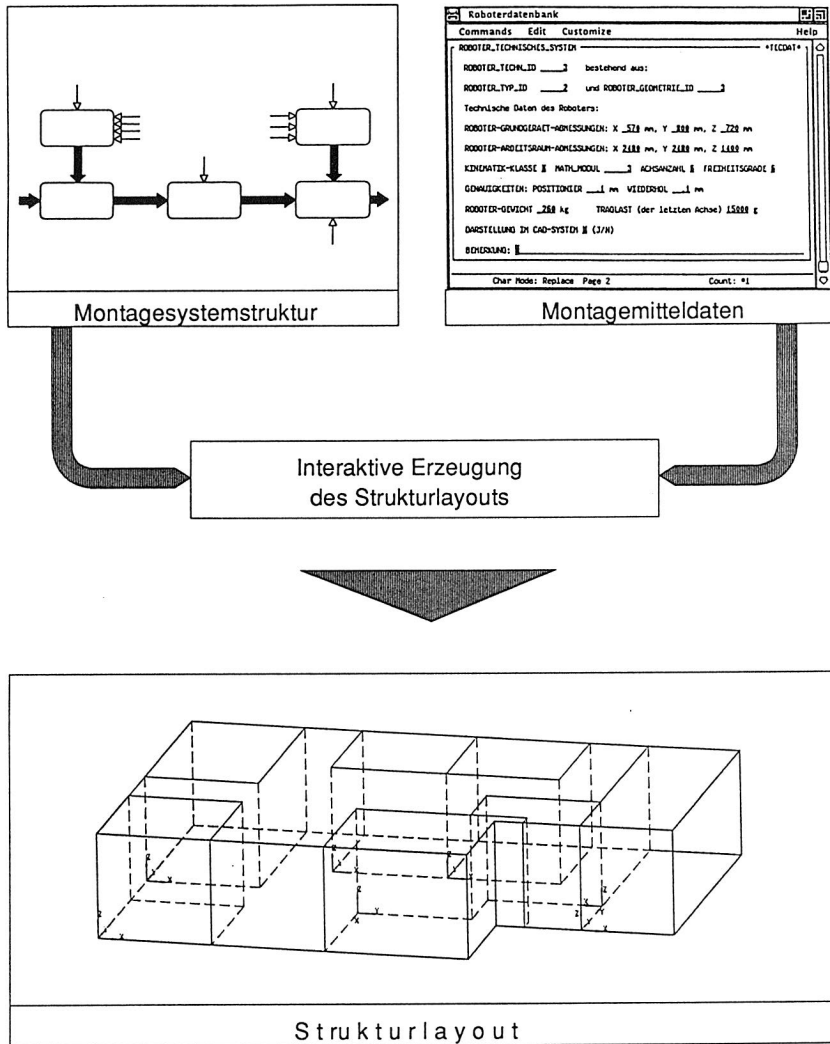 Roboterdatenbank
Commands Edit Customize Help
ROBOTER_TECHNISCHES_SYSTEM *TECDAT*
ROBOTER_TECHN_ID 3 bestehend aus:
ROBOTER_TYP_ID 2 und ROBOTER_GEOMETRIE_ID 3
Technische Daten des Roboters:
ROBOTER-GRUNDGERAET-ABMESSUNGEN: X 570 mm, Y 800 mm, Z 720 mm
ROBOTER-ARBEITSRAUM-ABMESSUNGEN: X 2400 mm, Y 2400 mm, Z 1400 mm
KINEMATIK-KLASSE MATH_MODUL 3 ACHSANZAHL FREIHEITSGRADE
GENAUIGKEITEN: POSITIONIER 1 mm WIEDERHOL 1 mm
ROBOTER-GEWICHT 260 kg TRAGLAST (der letzten Achse) 15000 g
DARSTELLUNG IM CAD-SYSTEM (J/N)
BEMERKUNG:
Char Mode: Replace Page 2 Count: *1
Montagesystemstruktur
Montagemitteldaten
Interaktive Erzeugung
des Strukturlayouts
Strukturlayout